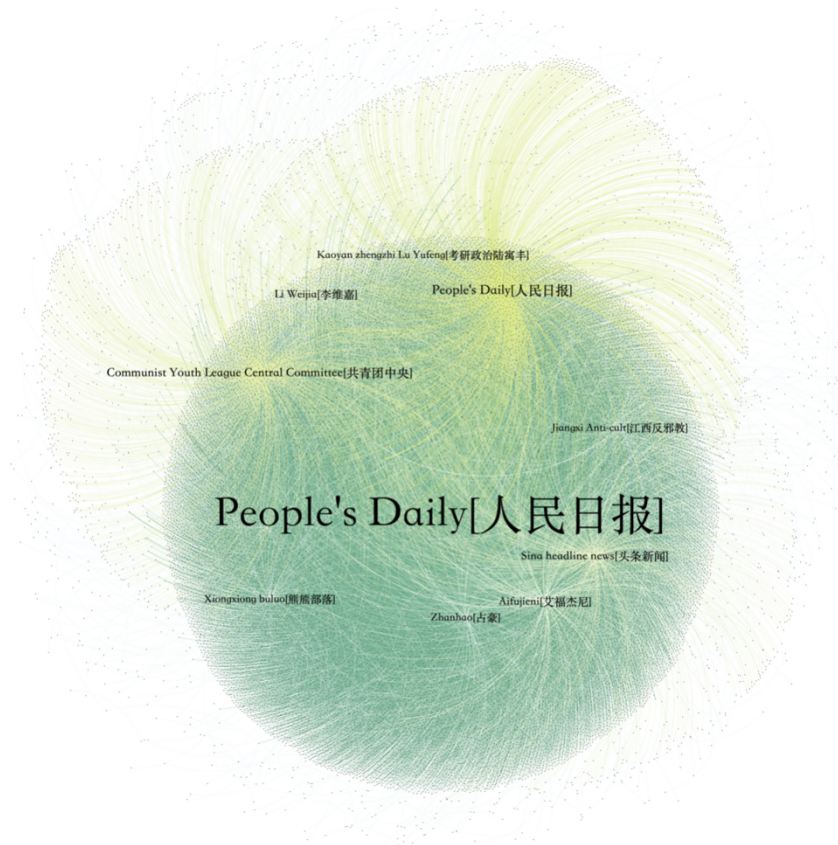 Kaoyan zhengzhi Lu Yufeng[考研政治陆寓丰]
Li Weijia[李维嘉]
People's Daily[人民日报]
Communist Youth League Central Committee[共青团中央]
Jiangxi Anti-cult[江西反邪教]
People's Daily[人民日报]
Sina headline news[头条新闻]
Xiongxiong buluo[熊熊部落]
Aifujieni[艾福杰尼]
Zhanhao[占豪]